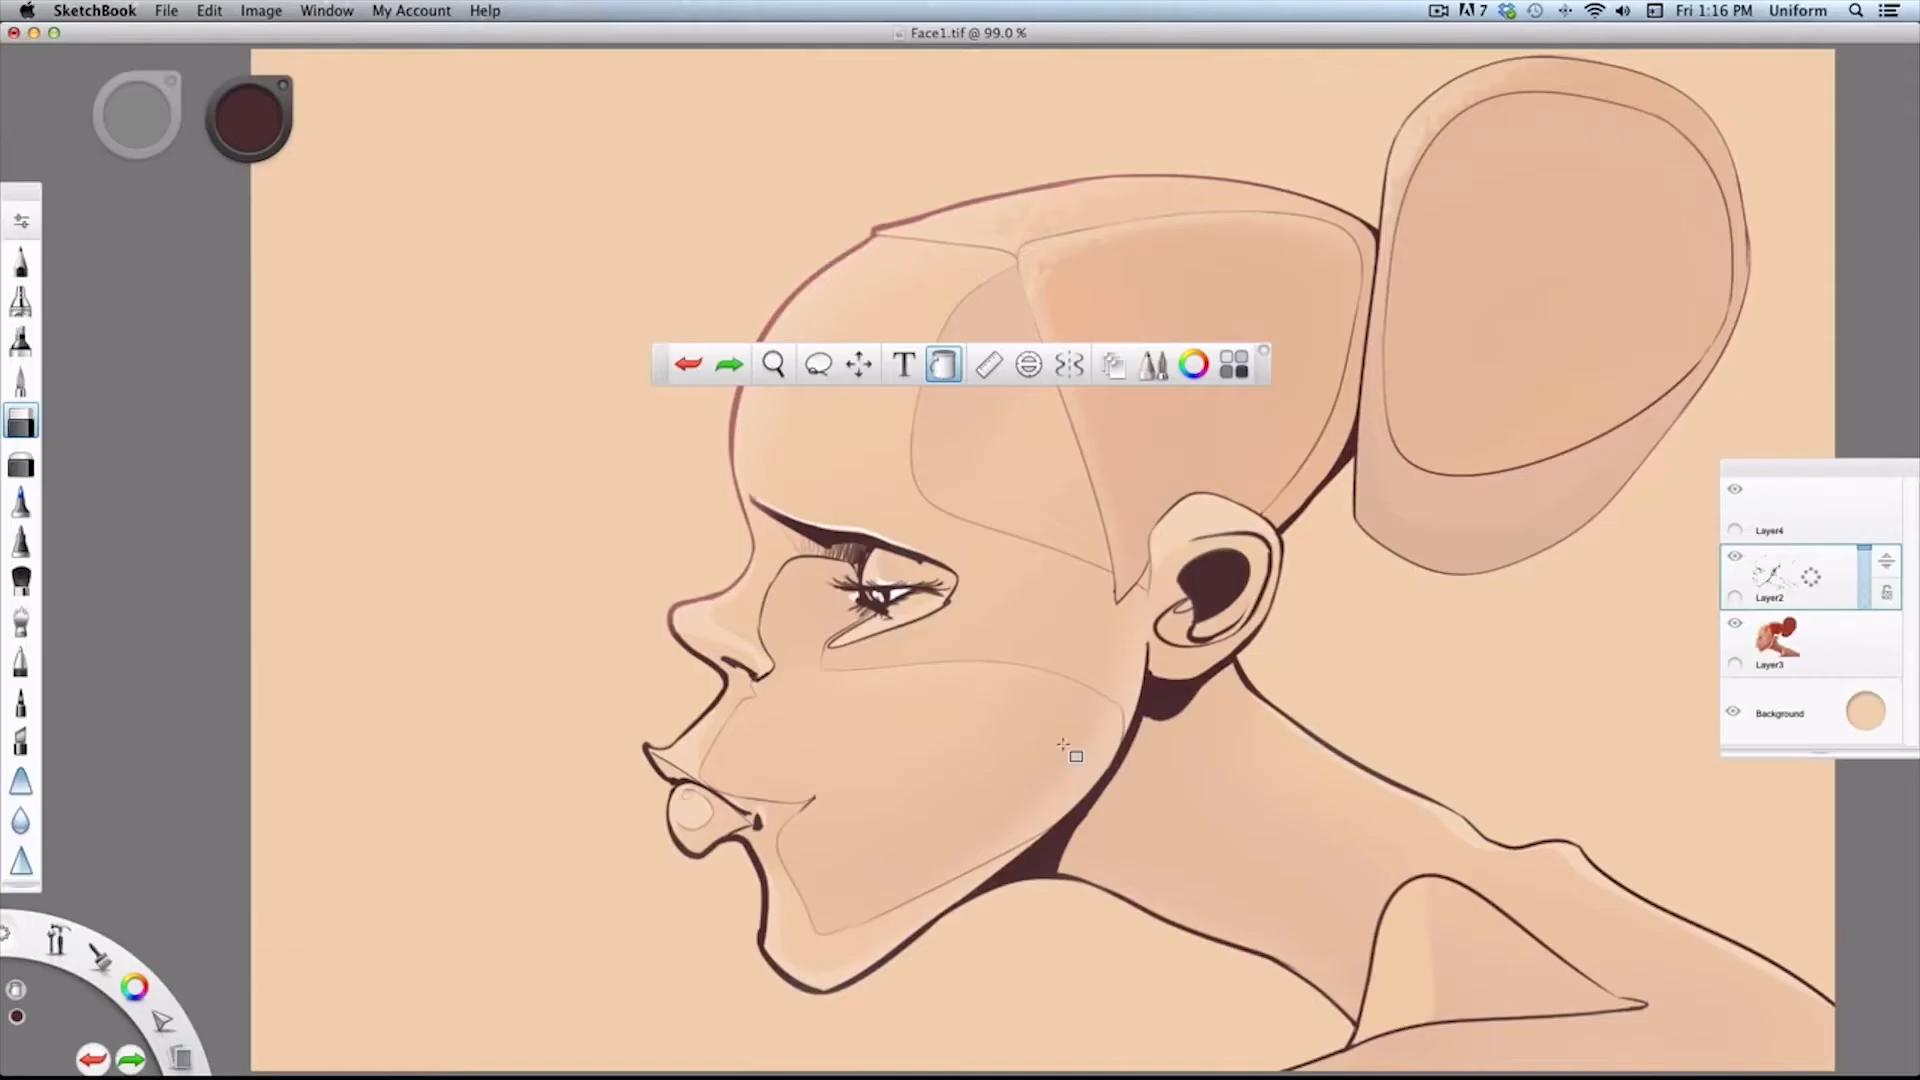 SketchBook File Edit Image Window My Account Help
7 Fri 1:16 PM Uniform
Face1.tif @ 99.0 %
T
Layer4
Layer2
Layer3
Background